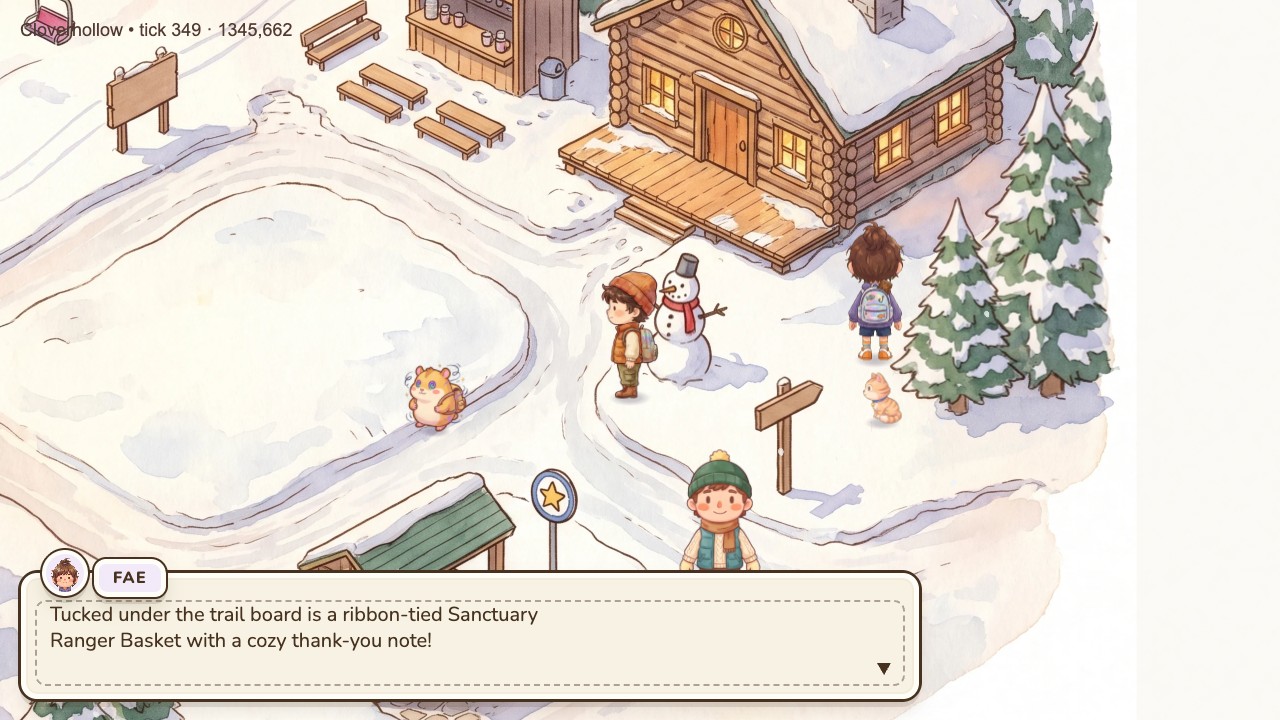 Cloverhollow • tick 349 · 1345,662
FAE
Tucked under the trail board is a ribbon-tied Sanctuary
Ranger Basket with a cozy thank-you note!